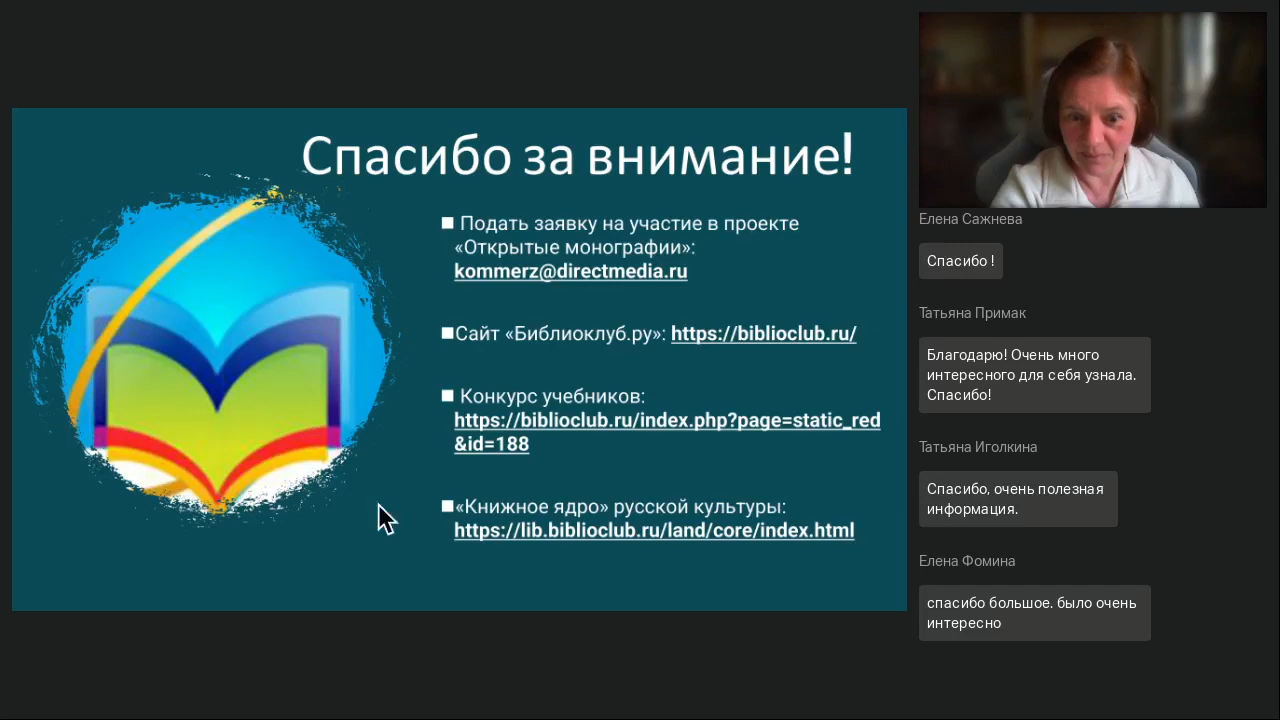 Спасибо за внимание!
Подать заявку на участие в проекте
«Открытые монографии»:
kommerz@directmedia.ru
Сайт «Библиоклуб.ру»: https://biblioclub.ru/
Конкурс учебников:
https://biblioclub.ru/index.php?page=static_red
&id=188
«Книжное ядро» русской культуры:
https://lib.biblioclub.ru/land/core/index.html
Елена Сажнева
Спасибо !
Татьяна Примак
Благодарю! Очень много
интересного для себя узнала.
Спасибо!
Татьяна Иголкина
Спасибо, очень полезная
информация.
Елена Фомина
спасибо большое. было очень
интересно